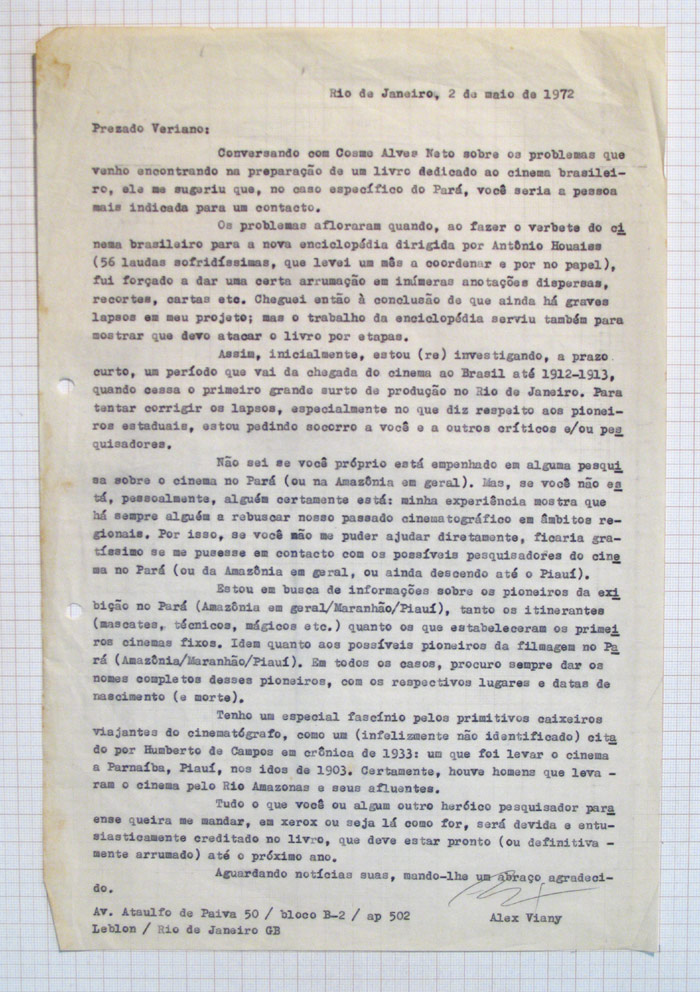 Rio de Janeiro, 2 de maio de 1972
Prezado Veriano:
Conversando com Cosmo Alves Neto sobre os problemas que
venho encontrando na preparação de um livro dedicado ao cinema brasilei-
ro, ele me sugeriu que, no caso específico do Pará, você seria a pessoa
mais indicada para um contacto.
Os problemas afloraram quando, ao fazer o verbete do ci
nema brasileiro para a nova enciclopédia dirigida por Antônio Houaiss
(56 laudas sofridíssimas, que levei um mês a coordenar e por no papel),
fui forçado a dar uma certa arrumação em inúmeras anotações dispersas,
recortes, cartas etc. Cheguei então à conclusão de que ainda há graves
lapsos em meu projeto; mas o trabalho da enciclopédia serviu também para
mostrar que devo atacar o livro por etapas.
Assim, inicialmente, estou (re) investigando, a prazo
curto, um período que vai da chegada do cinema ao Brasil até 1912-1913,
quando cessa o primeiro grande surto de produção no Rio de Janeiro. Para
tentar corrigir os lapsos, especialmente no que diz respeito aos pionei-
ros estaduais, estou pedindo socorro a você e a outros críticos e/ou pes
quisadores.
Não sei se você próprio está empenhado em alguma pesqui
sa sobre o cinema no Pará (ou na Amazônia em geral). Mas, se você não es
tá, pessoalmente, alguém certamente está: minha experiência mostra que
há sempre alguém a rebuscar nosso passado cinematográfico em âmbitos re-
gionais. Por isso, se você mão me puder ajudar diretamente, ficaria gra-
tíssimo se me pusesse em contacto com os possíveis pesquisadores do cine
ma no Pará (ou da Amazônia em geral, ou ainda descendo até o Piauí).
Estou em busca de informações sobre os pioneiros da exi
bição no Pará (Amazônia em geral/Maranhão/Piauí), tanto os itinerantes
(mascates, técnicos, mágicos etc.) quanto os que estabeleceram os primei
ros cinemas fixos. Idem quanto aos possíveis pioneiros da filmagem no Pa
rá (Amazônia/Maranhão/Piauí). Em todos os casos, procuro sempre dar os
nomes completos desses pioneiros, com os respectivos lugares e datas de
nascimento (e morte).
Tenho um especial fascínio pelos primitivos caixeiros
viajantes do cinematógrafo, como um (infelizmente não identificado) cita
do por Humberto de Campos em crônica de 1933: um que foi levar o cinema
a Parnaíba, Piauí, nos idos de 1903. Certamente, houve homens que leva -
ram o cinema pelo Rio Amazonas e seus afluentes.
Tudo o que você ou algum outro heróico pesquisador para
ense queira me mandar, em xerox ou seja lá como for, será devida e entu-
siasticamente creditado no livro, que deve estar pronto (ou definitiva -
mente arrumado) até o próximo ano.
Aguardando notícias suas, mando-lhe um abraço agradeci-
do.
Av. Ataulfo de Paiva 50 / bloco B-2 / ap 502
Alex Viany
Leblon / Rio de Janeiro GB